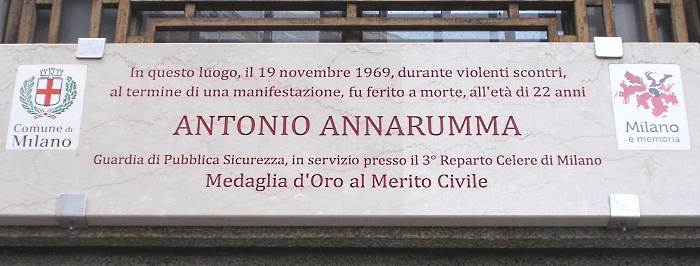 In questo luogo, il 19 novembre 1969, durante violenti scontri,
al termine di una manifestazione, fu ferito a morte, all'età di 22 anni
ANTONIO ANNARUMMA
Guardia di Pubblica Sicurezza, in servizio presso il 3° Reparto Celere di Milano
Medaglia d'Oro al Merito Civile
Comune di
Milano
Milano
è memoria